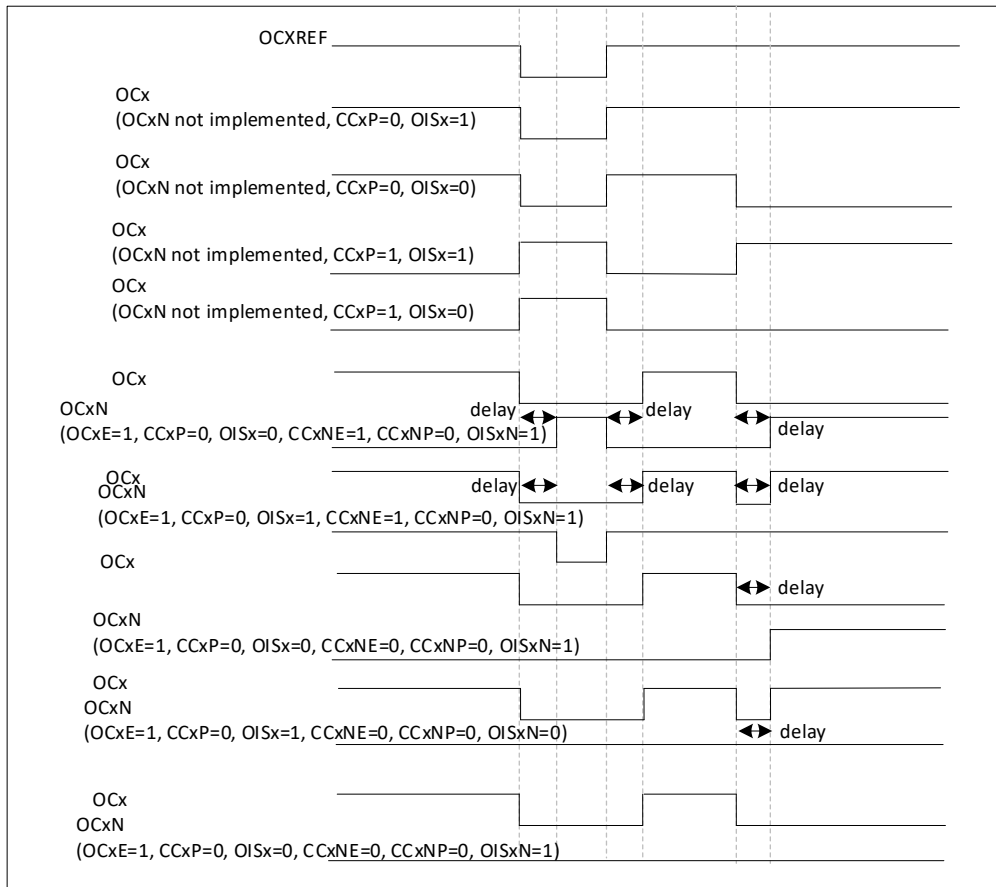 OCXREF
OCx
(OCxN not implemented, CCxP=0, OISx=1)
OCx
(OCxN not implemented, CCxP=0, OISx=0)
OCx
(OCxN not implemented, CCxP=1, OISx=1)
OCx
(OCxN not implemented, CCxP=1, OISx=0)
OCx
OCxN
delay
delay
(OCxE=1, CCxP=0, OISx=0, CCxNE=1, CCxNP=0, OISxN=1)
delay
OCx
delay
delay
delay
OCxN
(OCxE=1, CCxP=0, OISx=1, CCxNE=1, CCxNP=0, OISxN=1)
OCx
delay
OCxN
(OCxE=1, CCxP=0, OISx=0, CCxNE=0, CCxNP=0, OISxN=1)
OCx
OCxN
(OCxE=1, CCxP=0, OISx=1, CCxNE=0, CCxNP=0, OISxN=0)
delay
OCx
OCxN
(OCxE=1, CCxP=0, OISx=0, CCxNE=0, CCxNP=0, OISxN=1)